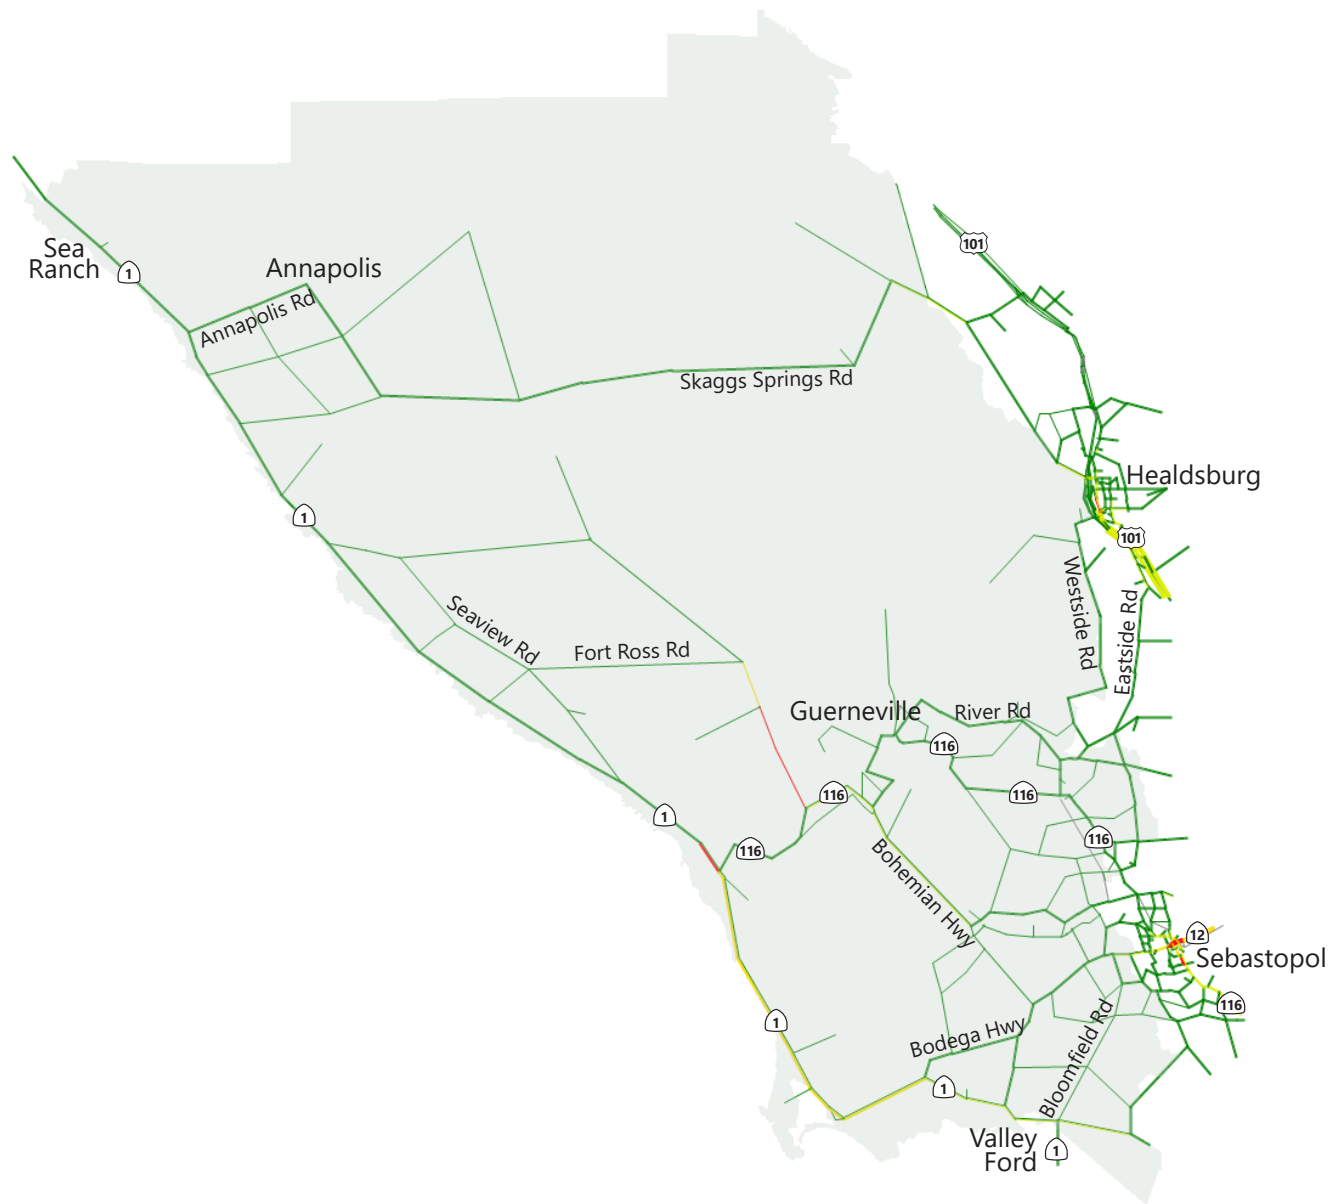 101
Sea
Ranch
1
Annapolis
Annapolis Rd
Skaggs Springs Rd
Healdsburg
1
101
Westside Rd
Eastside Rd
Seaview Rd
Fort Ross Rd
Guerneville
River Rd
116
116
116
1
116
116
Bohemian Hwy
12
Sebastopol
116
1
Bodega Hwy
Bloomfield Rd
1
Valley
Ford
1